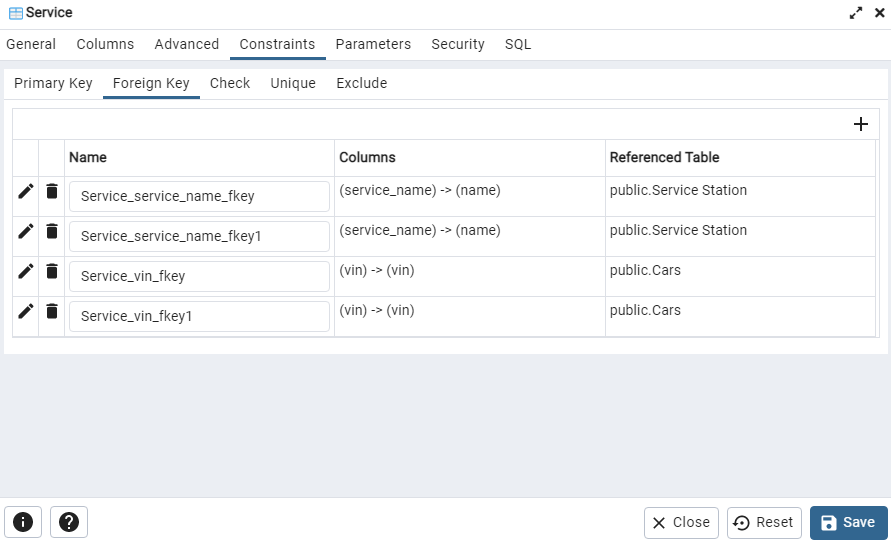 Service
General Columns Advanced Constraints Parameters Security SQL
Primary Key Foreign Key Check Unique Exclude
Name Columns Referenced Table
Service_service_name_fkey (service_name) -> (name) public.Service Station
Service_service_name_fkey1 (service_name) -> (name) public.Service Station
Service_vin_fkey (vin) -> (vin) public.Cars
Service_vin_fkey1 (vin) -> (vin) public.Cars
Close Reset Save